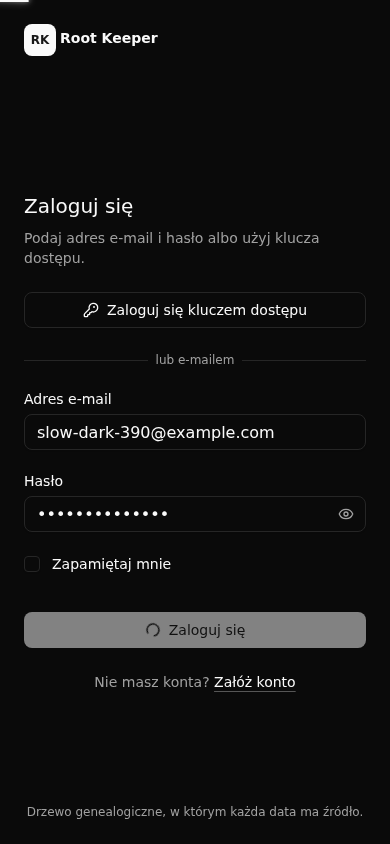 RK Root Keeper
Zaloguj się
Podaj adres e-mail i hasło albo użyj klucza
dostępu.
Zaloguj się kluczem dostępu
lub e-mailem
Adres e-mail
slow-dark-390@example.com
Hasło
••••••••••••••
Zapamiętaj mnie
Zaloguj się
Nie masz konta? Załóż konto
Drzewo genealogiczne, w którym każda data ma źródło.